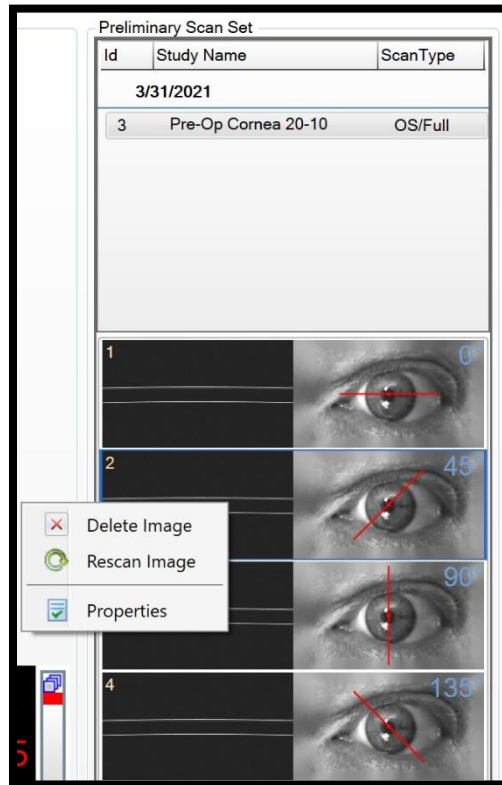 Preliminary Scan Set
Id Study Name ScanType
3/31/2021
3 Pre-Op Cornea 20-10 OS/Full
1 0°
2 45°
Delete Image
Rescan Image
90°
Properties
4 135°
5